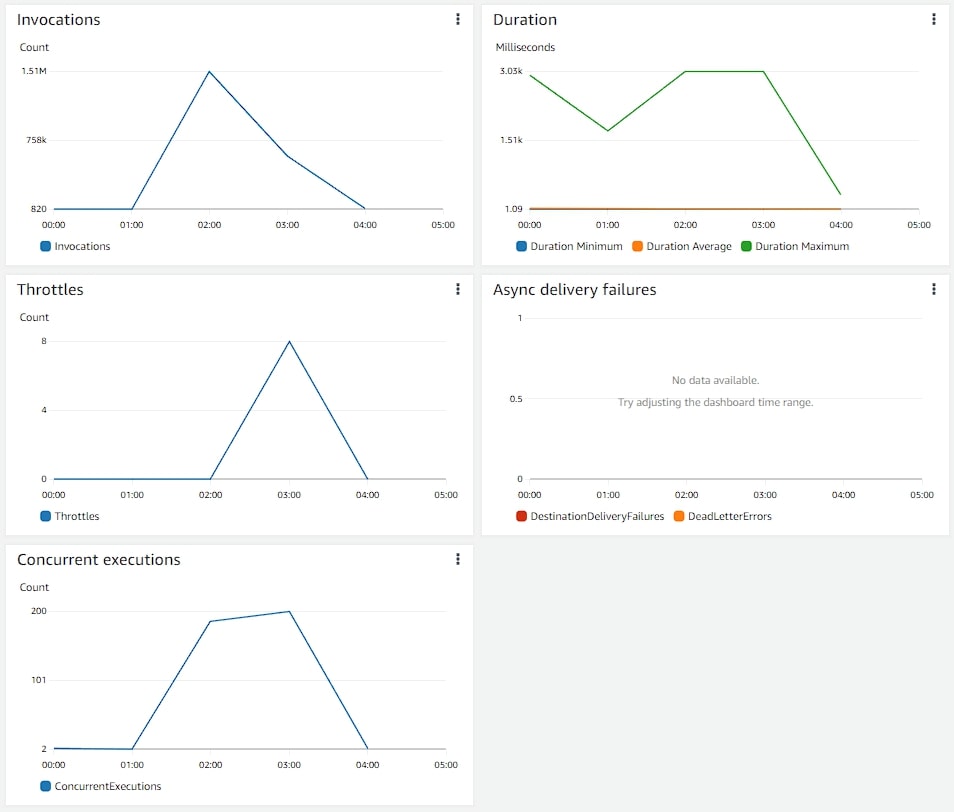 Invocations
Count
1.51M
758k
820
00:00 01:00 02:00 03:00 04:00 05:00
Invocations
Duration
Milliseconds
3.03k
1.51k
1.09
00:00 01:00 02:00 03:00 04:00 05:00
Duration Minimum Duration Average Duration Maximum
Throttles
Count
8
4
0
00:00 01:00 02:00 03:00 04:00 05:00
Throttles
Async delivery failures
1
No data available.
0.5
Try adjusting the dashboard time range.
0
00:00 01:00 02:00 03:00 04:00 05:00
DestinationDeliveryFailures DeadLetterErrors
Concurrent executions
Count
200
101
2
00:00 01:00 02:00 03:00 04:00 05:00
ConcurrentExecutions